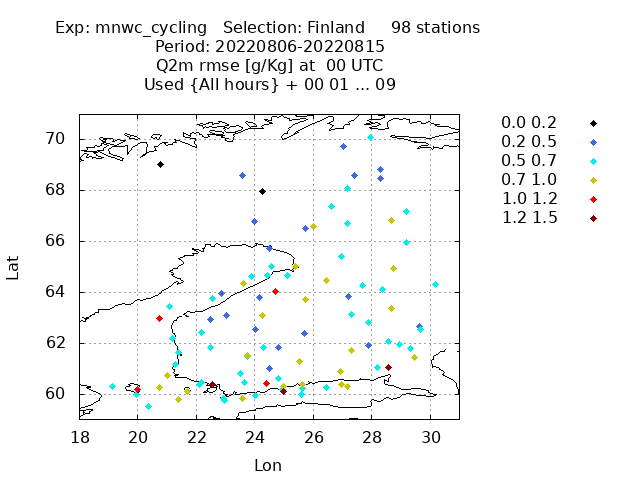 Exp: mnwc_cycling   Selection: Finland     98 stations
Period: 20220806-20220815
Q2m rmse [g/Kg] at  00 UTC
Used {All hours} + 00 01 ... 09
0.0 0.2
0.2 0.5
0.5 0.7
0.7 1.0
1.0 1.2
1.2 1.5
70
68
66
64
62
60
Lat
18 20 22 24 26 28 30
Lon